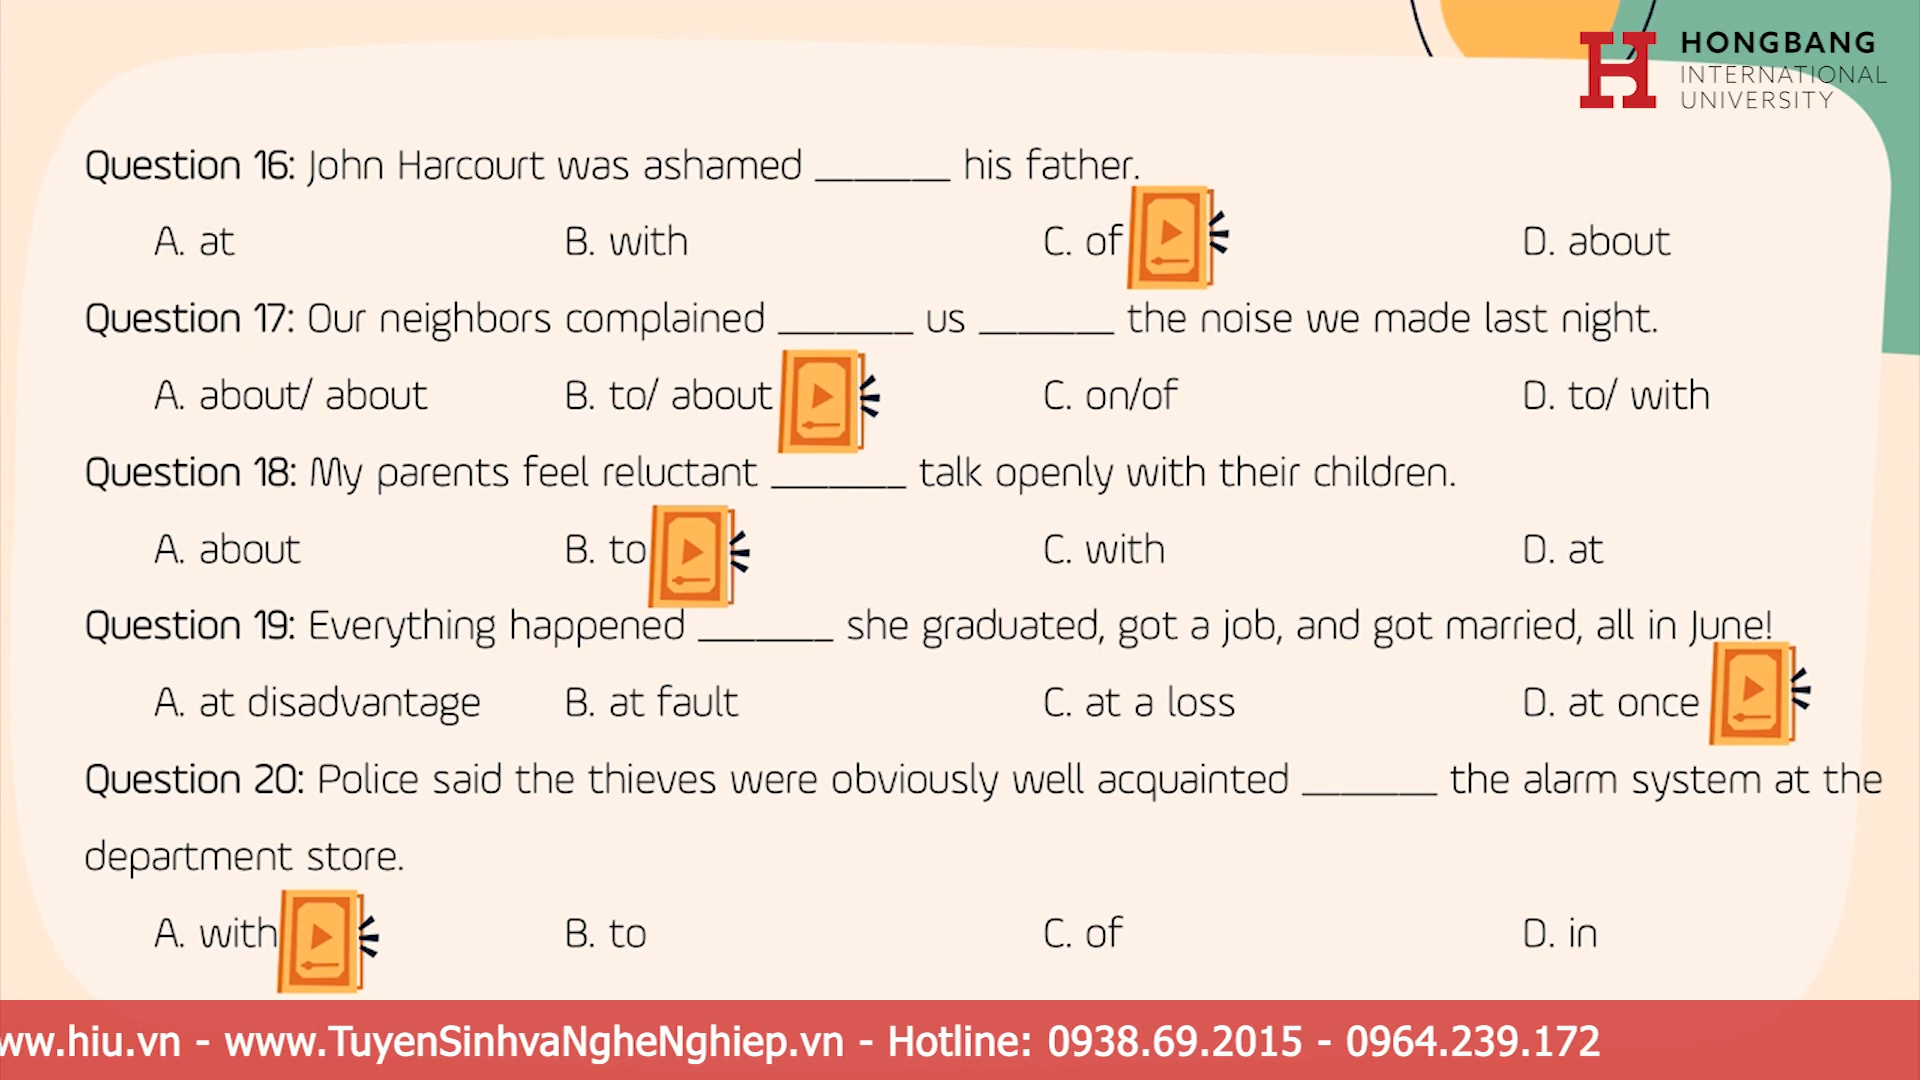 HONGBANG
INTERNATIONAL
UNIVERSITY
Question 16: John Harcourt was ashamed _______ his father.
A. at B. with C. of D. about
Question 17: Our neighbors complained _______ us _______ the noise we made last night.
A. about/ about B. to/ about C. on/of D. to/ with
Question 18: My parents feel reluctant _______ talk openly with their children.
A. about B. to C. with D. at
Question 19: Everything happened _______ she graduated, got a job, and got married, all in June!
A. at disadvantage B. at fault C. at a loss D. at once
Question 20: Police said the thieves were obviously well acquainted _______ the alarm system at the
department store.
A. with B. to C. of D. in
ww.hiu.vn - www.TuyenSinhvaNgheNghiep.vn - Hotline: 0938.69.2015 - 0964.239.172